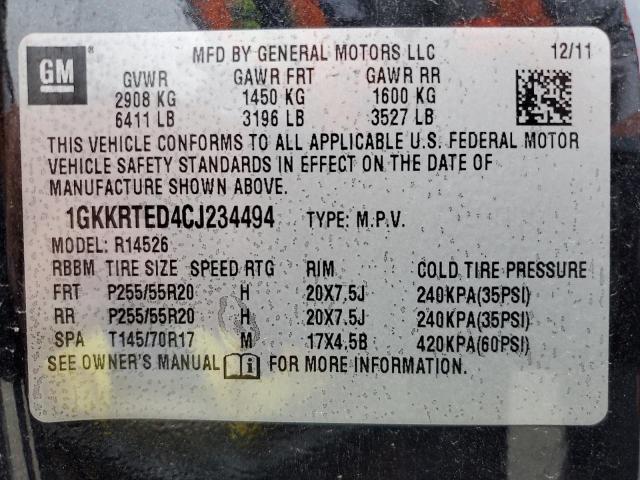 GM
®
MFD BY GENERAL MOTORS LLC 12/11
GVWR GAWR FRT GAWR RR
2908 KG 1450 KG 1600 KG
6411 LB 3196 LB 3527 LB
THIS VEHICLE CONFORMS TO ALL APPLICABLE U.S. FEDERAL MOTOR
VEHICLE SAFETY STANDARDS IN EFFECT ON THE DATE OF
MANUFACTURE SHOWN ABOVE.
1GKKRTED4CJ234494 TYPE: M.P.V.
MODEL: R14526
RBBM TIRE SIZE SPEED RTG RIM COLD TIRE PRESSURE
FRT P255/55R20 H 20X7.5J 240KPA(35PSI)
RR P255/55R20 H 20X7.5J 240KPA(35PSI)
SPA T145/70R17 M 17X4.5B 420KPA(60PSI)
SEE OWNER'S MANUAL FOR MORE INFORMATION.